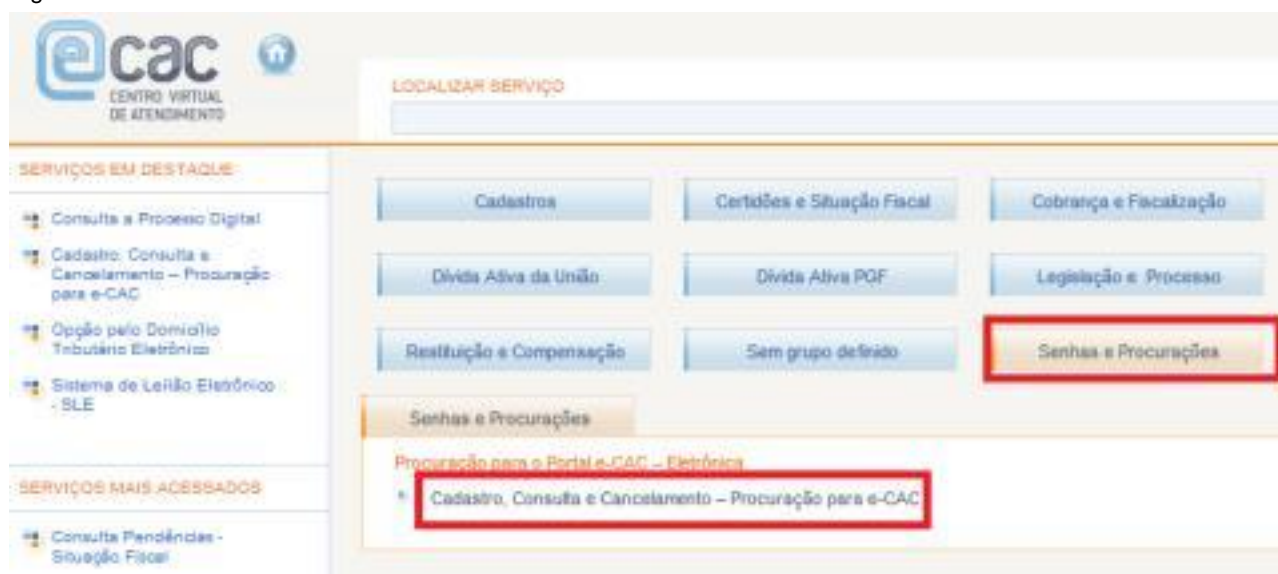 ecac
CENTRO VIRTUAL
DE ATENDIMENTO
LOCALIZAR SERVIÇO
SERVIÇOS EM DESTAQUE
Consulta a Processo Digital
Cadastro, Consulta e
Cancelamento – Procuração
para e-CAC
Opção pelo Domicílio
Tributário Eletrônico
Sistema de Leilão Eletrônico
- SLE
SERVIÇOS MAIS ACESSADOS
Consulta Pendências -
Situação Fiscal
Cadastros
Certidões e Situação Fiscal
Cobrança e Fiscalização
Dívida Ativa da União
Dívida Ativa PGF
Legislação e Processo
Restituição e Compensação
Sem grupo definido
Senhas e Procurações
Senhas e Procurações
Procuração para o Portal e-CAC – Eletrônica
Cadastro, Consulta e Cancelamento – Procuração para e-CAC